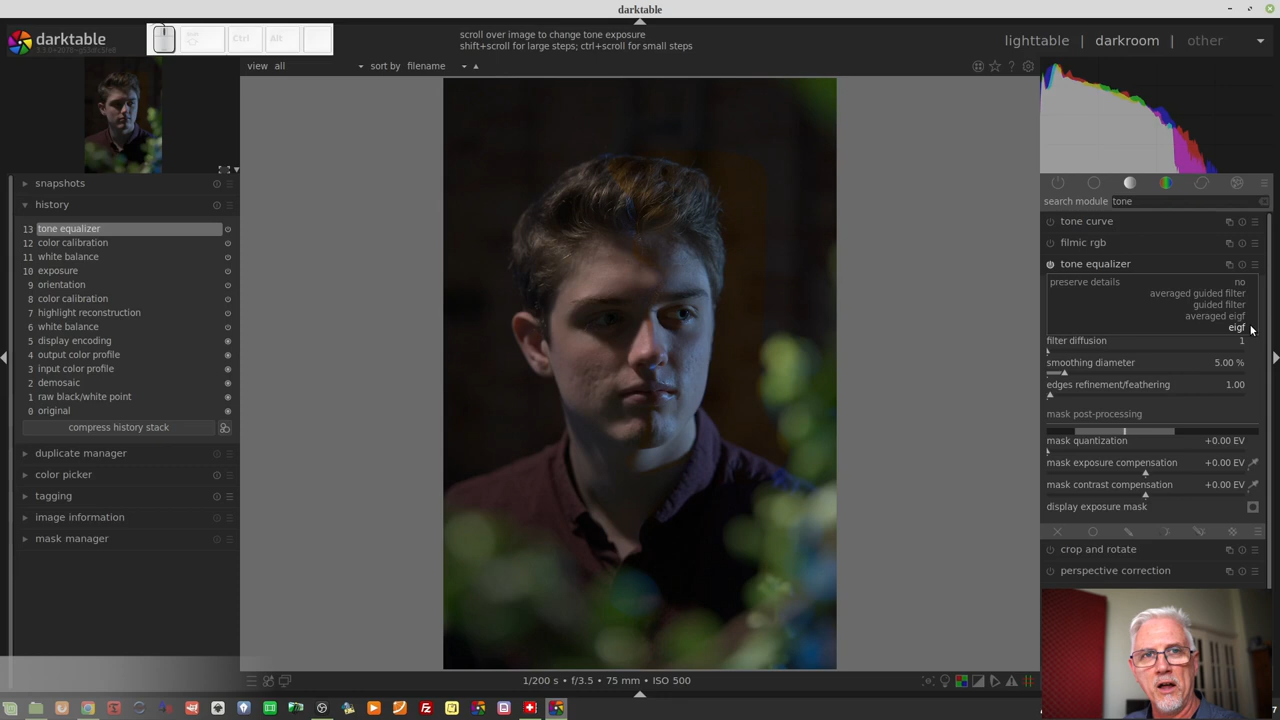 darktable
darktable
Ctrl
Alt
scroll over image to change tone exposure
shift+scroll for large steps; ctrl+scroll for small steps
lighttable | darkroom | other
view all
sort by filename
snapshots
history
13 tone equalizer
12 color calibration
11 white balance
10 exposure
9 orientation
8 color calibration
7 highlight reconstruction
6 white balance
5 display encoding
4 output color profile
3 input color profile
2 demosaic
1 raw black/white point
0 original
compress history stack
duplicate manager
color picker
tagging
image information
mask manager
1/200 s • f/3.5 • 75 mm • ISO 500
search module tone
tone curve
filmic rgb
tone equalizer
preserve details no
averaged guided filter
guided filter
averaged eigf
eigf
filter diffusion 1
smoothing diameter 5.00 %
edges refinement/feathering 1.00
mask post-processing
mask quantization +0.00 EV
mask exposure compensation +0.00 EV
mask contrast compensation +0.00 EV
display exposure mask
crop and rotate
perspective correction